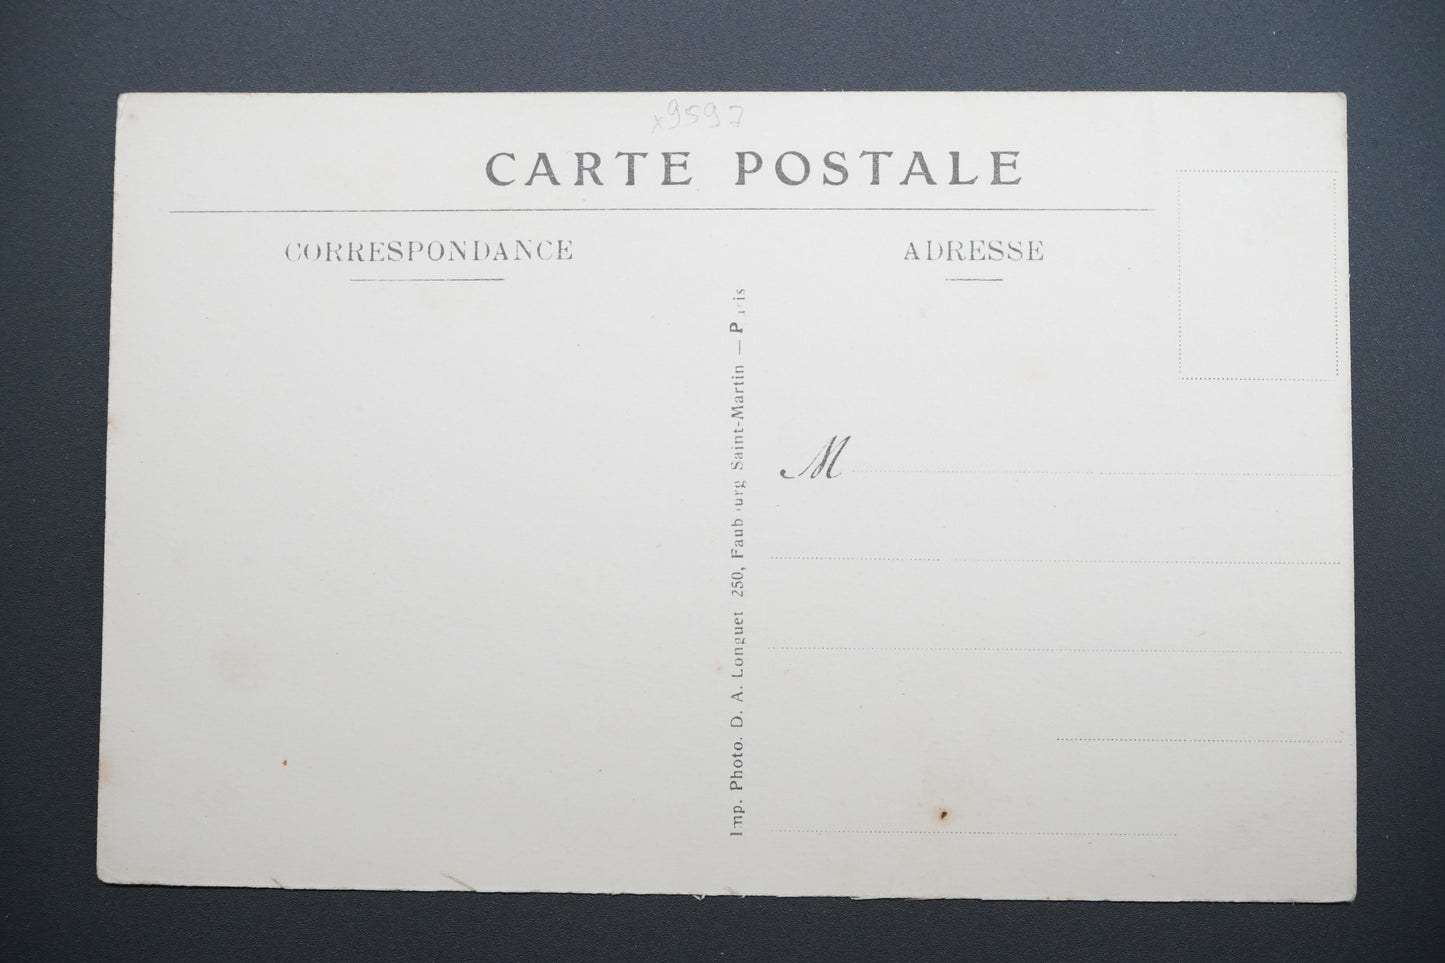 x9597
CARTE POSTALE
CORRESPONDANCE
ADRESSE
Imp. Photo. D. A. Longuet 250, Faubourg Saint-Martin — Paris
M